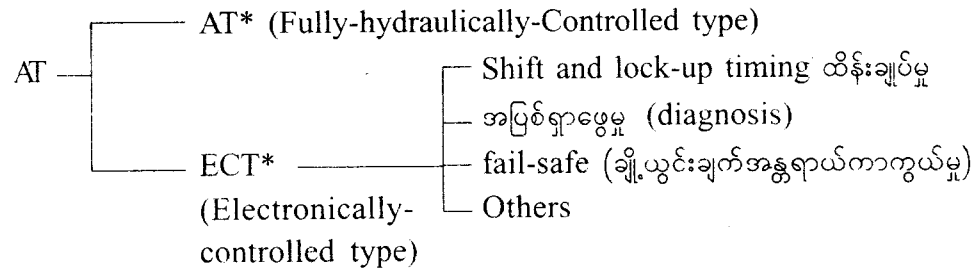 AT* (Fully-hydraulically-Controlled type)
AT
Shift and lock-up timing ထိန်းချုပ်မှု
အပြစ်ရှာဖွေမှု (diagnosis)
ECT*
fail-safe (ချို့ယွင်းချက်အန္တရာယ်ကာကွယ်မှု)
(Electronically-
Others
controlled type)